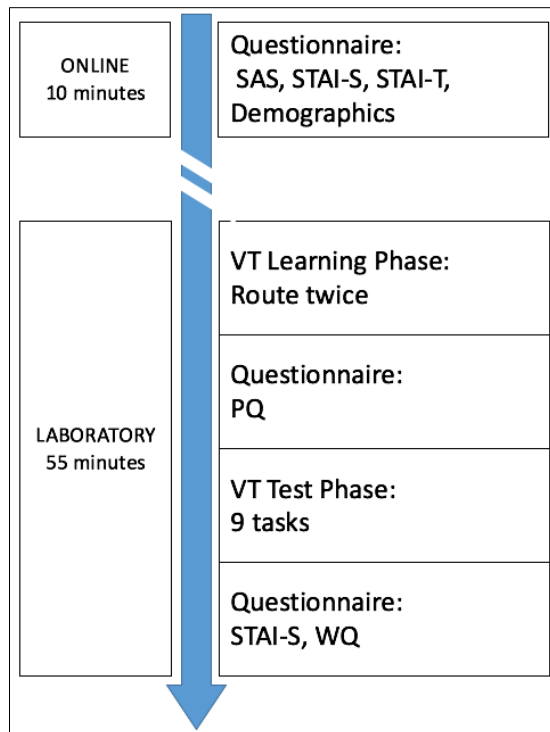 ONLINE
10 minutes
Questionnaire:
SAS, STAI-S, STAI-T,
Demographics
LABORATORY
55 minutes
VT Learning Phase:
Route twice
Questionnaire:
PQ
VT Test Phase:
9 tasks
Questionnaire:
STAI-S, WQ